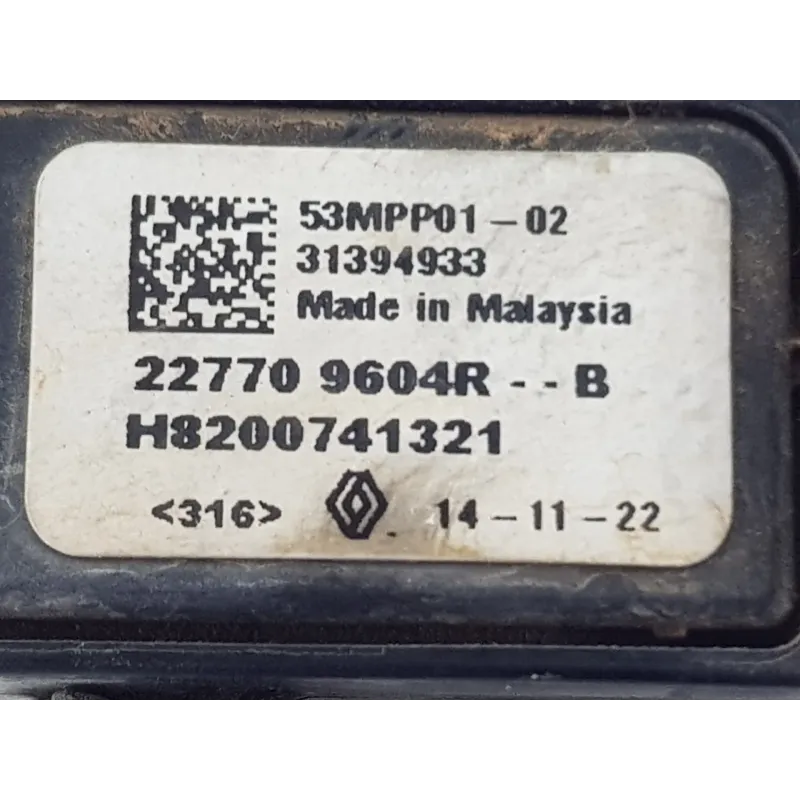 53MPP01-02
31394933
Made in Malaysia
22770 9604R--B
H8200741321
<316> 14-11-22